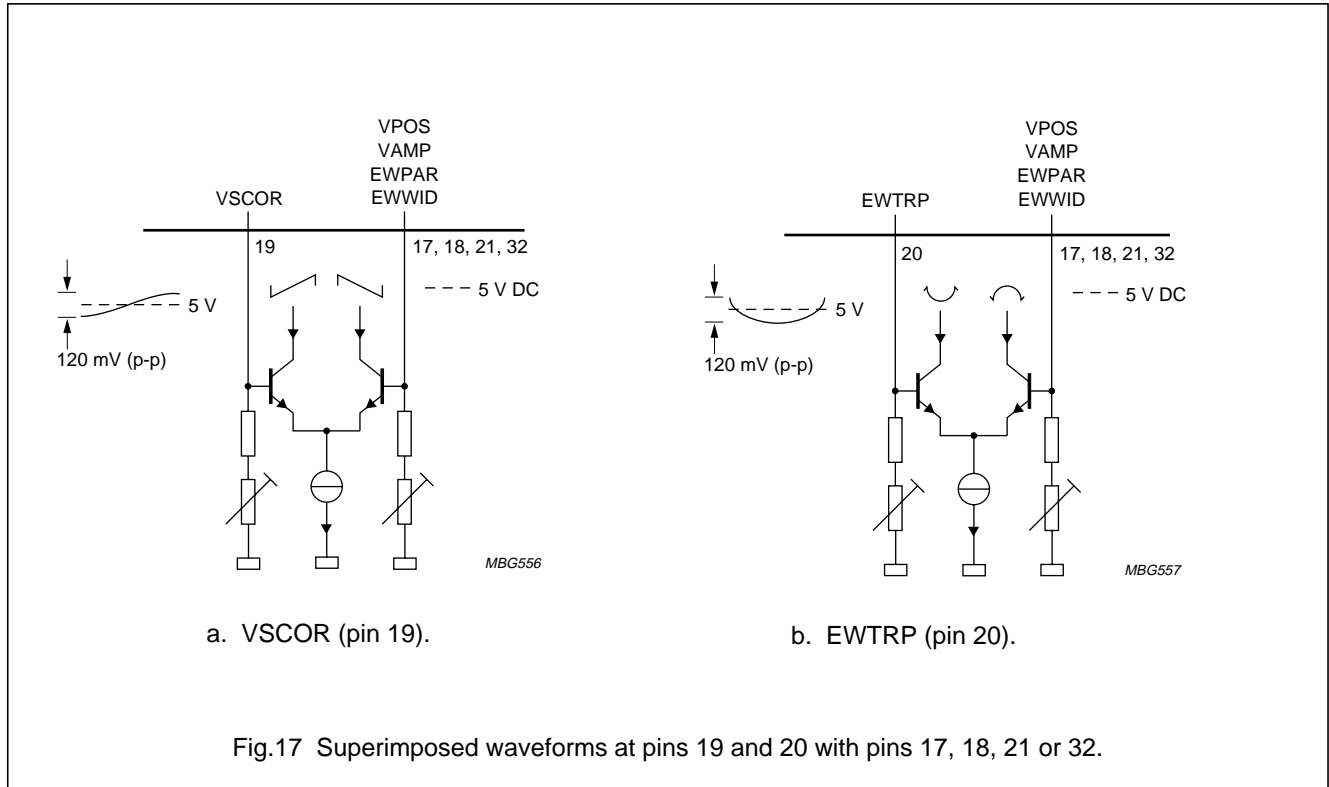 VPOS
VAMP
EWPAR
EWWID
VSCOR
19
17, 18, 21, 32
5 V DC
5 V
120 mV (p-p)
MBG556
a. VSCOR (pin 19).
VPOS
VAMP
EWPAR
EWWID
EWTRP
20
17, 18, 21, 32
5 V DC
5 V
120 mV (p-p)
MBG557
b. EWTRP (pin 20).
Fig.17 Superimposed waveforms at pins 19 and 20 with pins 17, 18, 21 or 32.